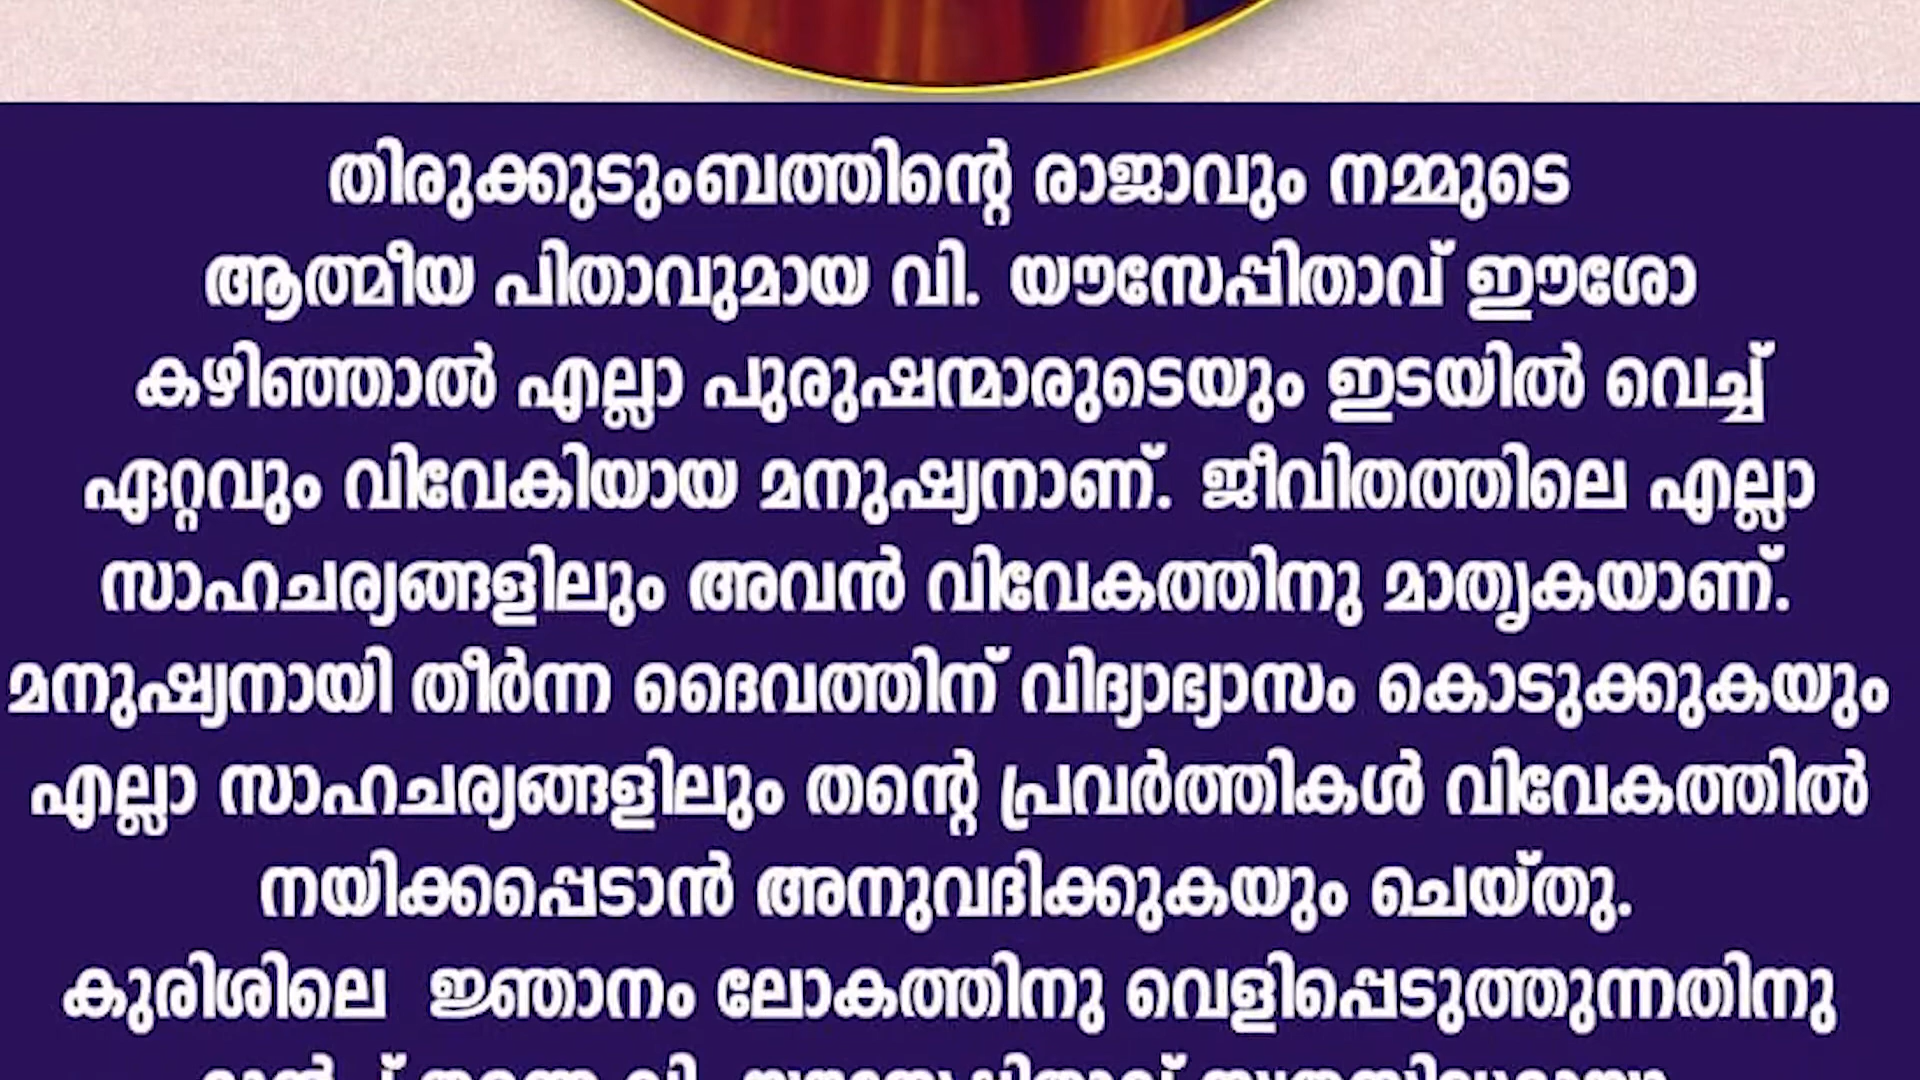 തിരുക്കുടുംബത്തിന്റെ രാജാവും നമ്മുടെ
ആത്മീയ പിതാവുമായ വി. യൗസേപ്പിതാവ് ഈശോ
കഴിഞ്ഞാൽ എല്ലാ പുരുഷന്മാരുടെയും ഇടയിൽ വെച്ച്
ഏറ്റവും വിവേകിയായ മനുഷ്യനാണ്. ജീവിതത്തിലെ എല്ലാ
സാഹചര്യങ്ങളിലും അവൻ വിവേകത്തിനു മാതൃകയാണ്.
മനുഷ്യനായി തീർന്ന ദൈവത്തിന് വിദ്യാഭ്യാസം കൊടുക്കുകയും
എല്ലാ സാഹചര്യങ്ങളിലും തന്റെ പ്രവർത്തികൾ വിവേകത്തിൽ
നയിക്കപ്പെടാൻ അനുവദിക്കുകയും ചെയ്തു.
കുരിശിലെ ജ്ഞാനം ലോകത്തിനു വെളിപ്പെടുത്തുന്നതിനു